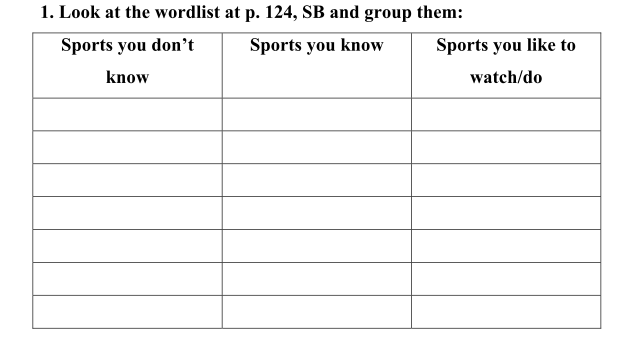 1. Look at the wordlist at p. 124, SB and group them:
Sports you don’t know
Sports you know
Sports you like to watch/do